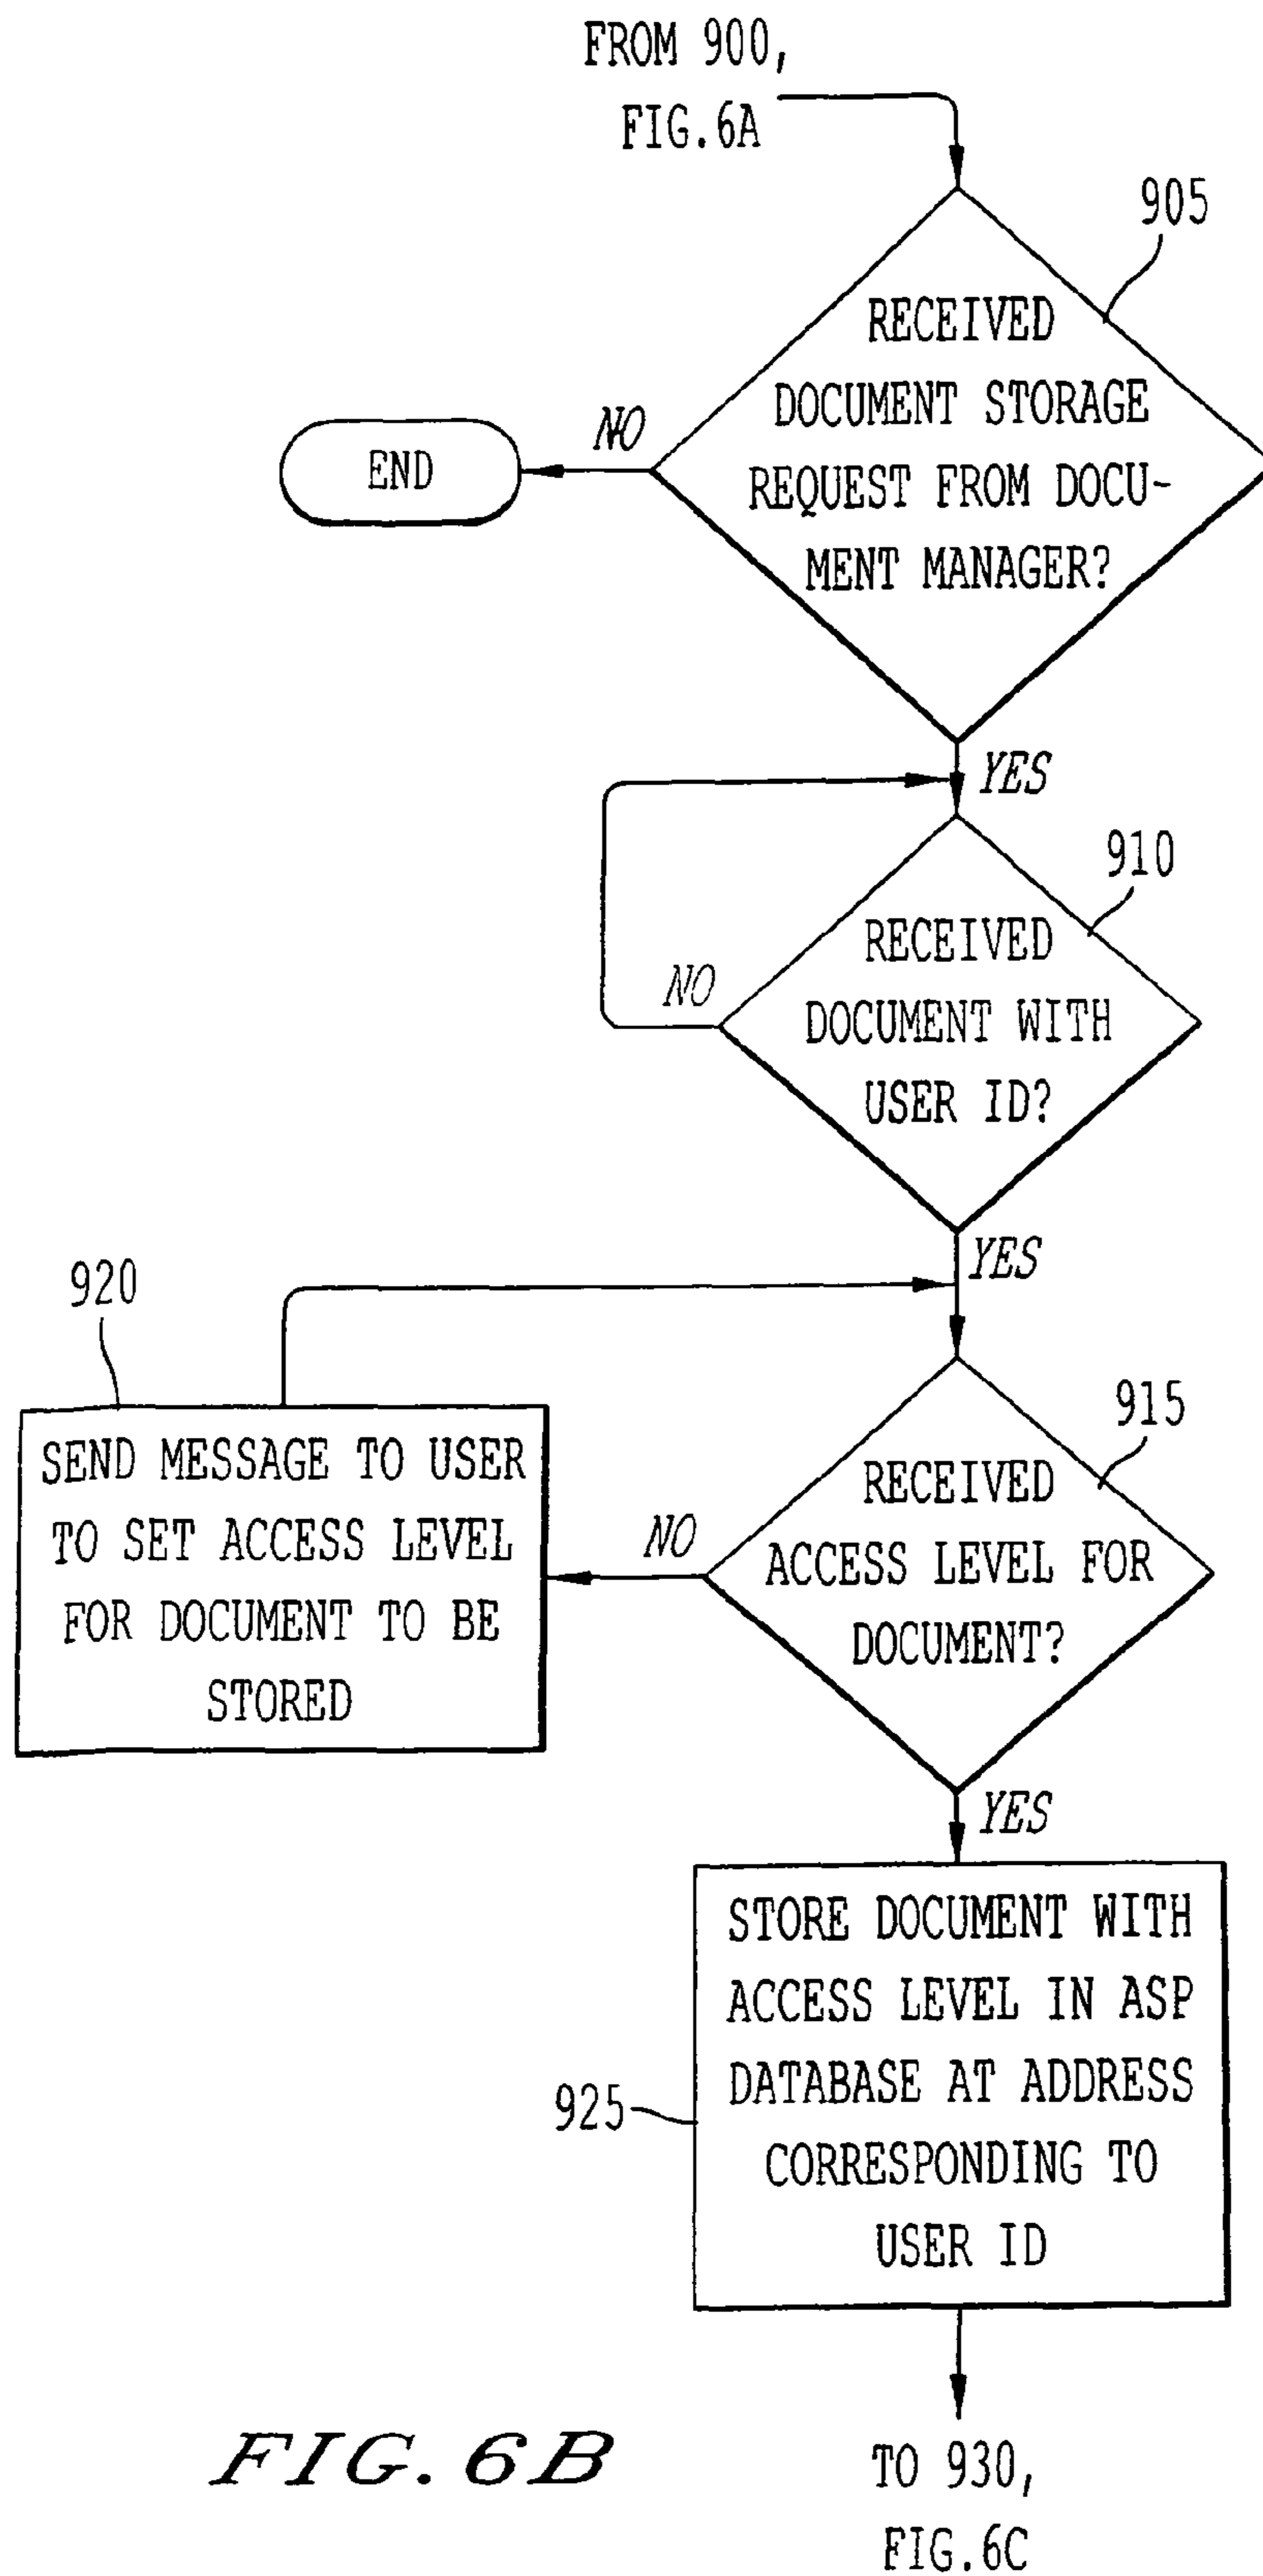 FROM 900,
FIG.6A
905
RECEIVED
DOCUMENT STORAGE
REQUEST FROM DOCU-
MENT MANAGER?
NO
END
YES
910
RECEIVED
DOCUMENT WITH
USER ID?
NO
YES
920
SEND MESSAGE TO USER
TO SET ACCESS LEVEL
FOR DOCUMENT TO BE
STORED
915
RECEIVED
ACCESS LEVEL FOR
DOCUMENT?
NO
YES
STORE DOCUMENT WITH
ACCESS LEVEL IN ASP
DATABASE AT ADDRESS
CORRESPONDING TO
USER ID
925
TO 930,
FIG.6C
FIG. 6B